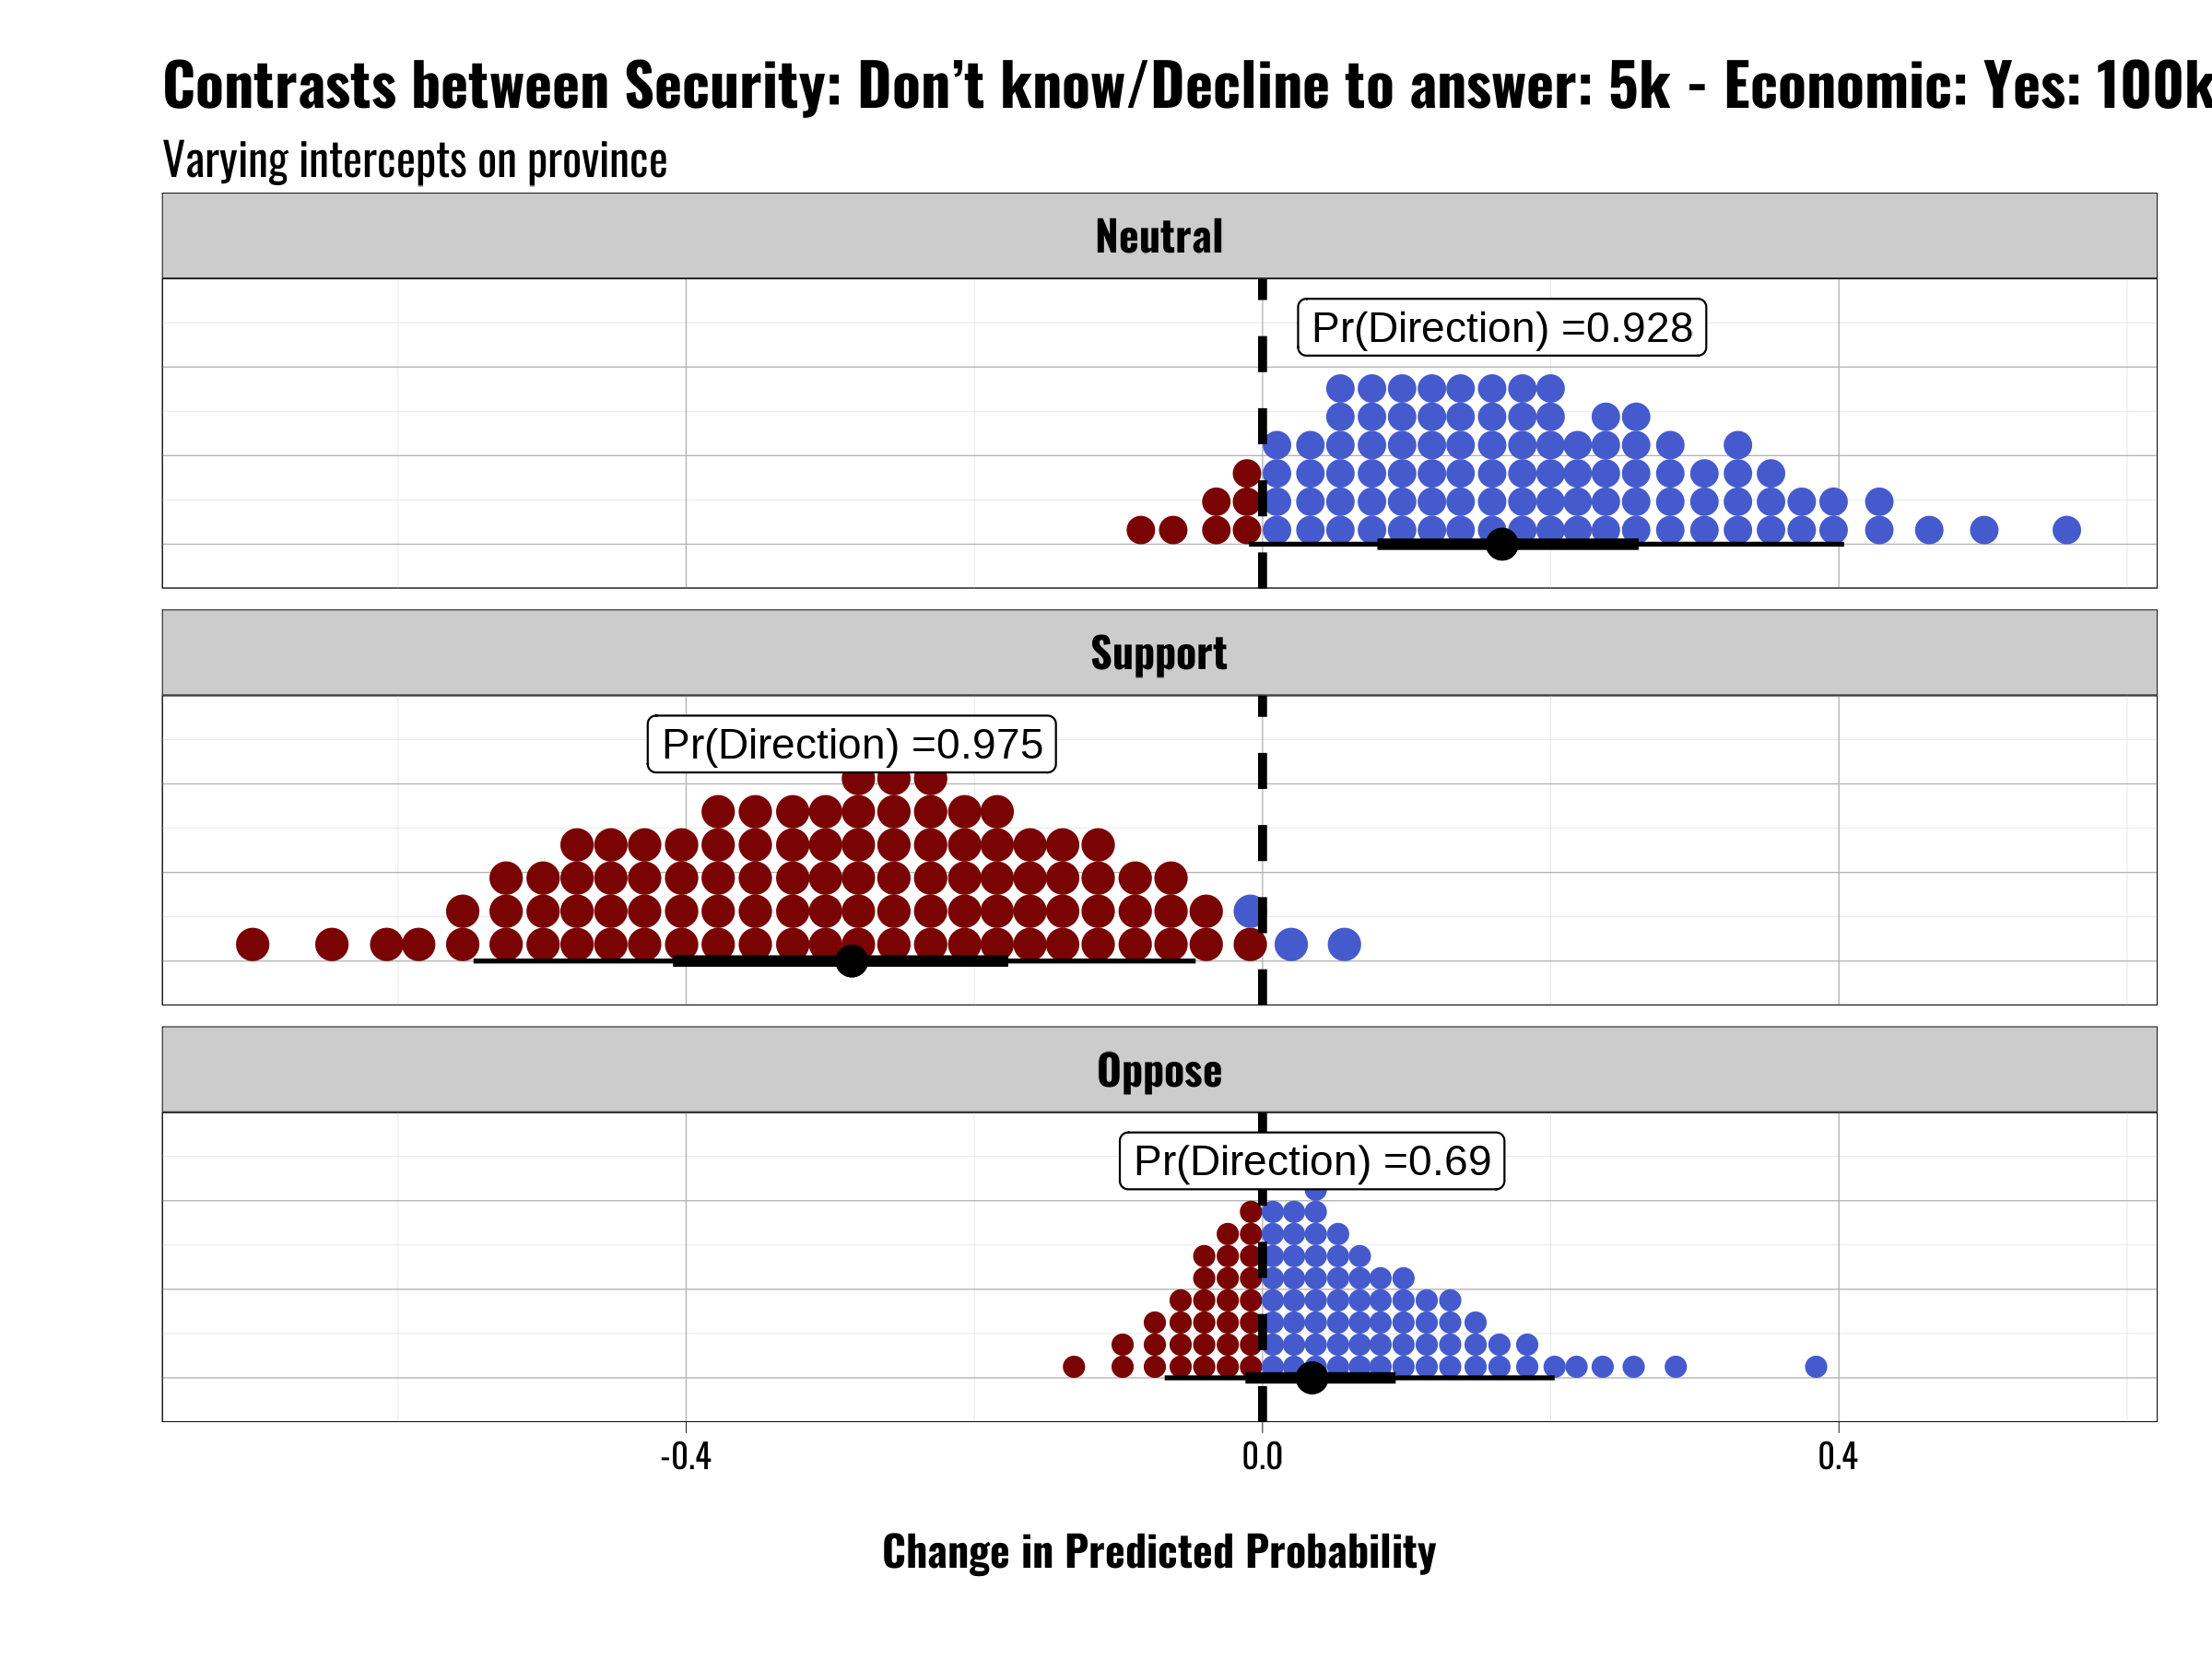 Contrasts between Security: Don’t know/Decline to answer: 5k - Economic: Yes: 100k
Varying intercepts on province
Neutral
Pr(Direction) =0.928
Support
Pr(Direction) =0.975
Oppose
Pr(Direction) =0.69
-0.4 0.0 0.4
Change in Predicted Probability